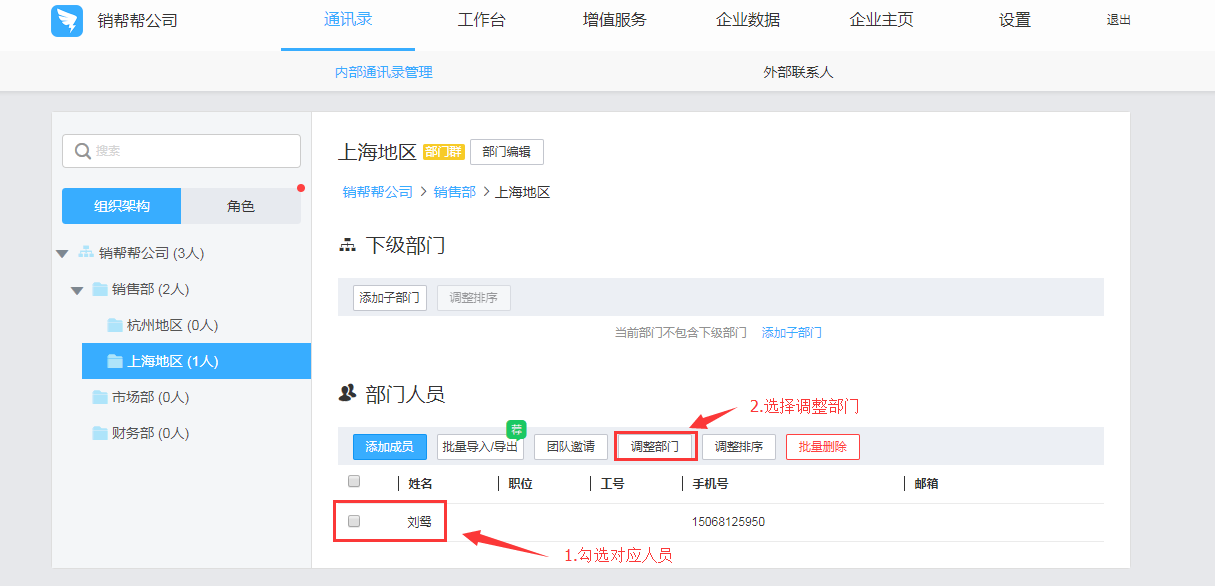 销帮帮公司 通讯录 工作台 增值服务 企业数据 企业主页 设置 退出
内部通讯录管理 外部联系人
搜索
组织架构 角色
销帮帮公司 (3人)
销售部 (2人)
杭州地区 (0人)
上海地区 (1人)
市场部 (0人)
财务部 (0人)
上海地区 部门群 部门编辑
销帮帮公司 > 销售部 > 上海地区
下级部门
添加子部门 调整排序
当前部门不包含下级部门 添加子部门
部门人员
2.选择调整部门
荐
添加成员 批量导入/导出 团队邀请 调整部门 调整排序 批量删除
姓名 职位 工号 手机号 邮箱
刘鸳 15068125950
1.勾选对应人员